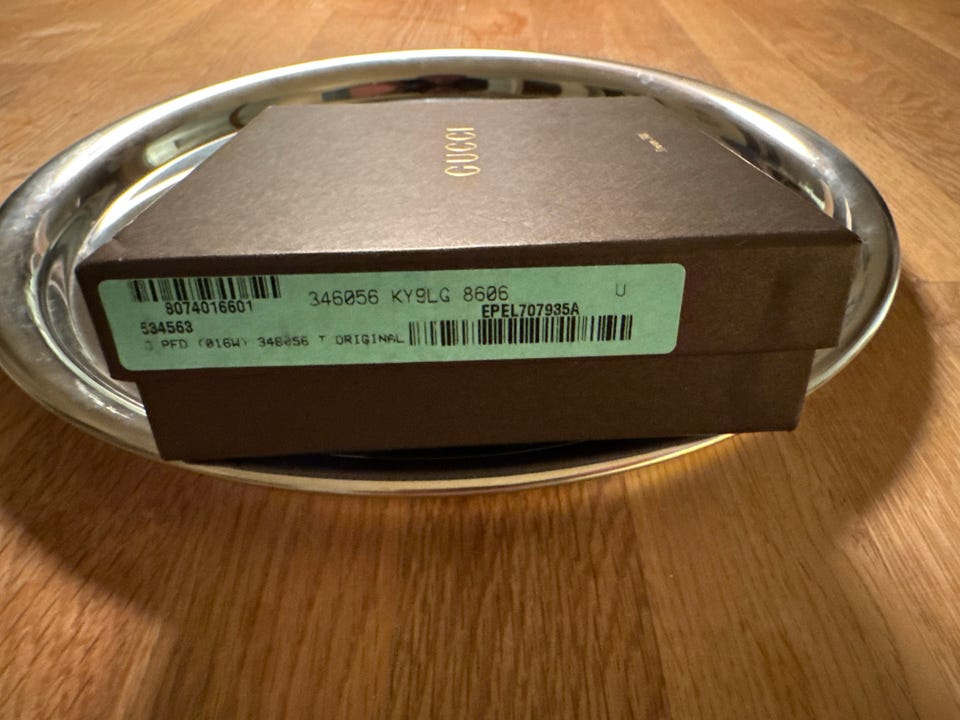 GUCCI
8074016601
346056 KY9LG 8606
U
534563
EPEL707935A
PFD (016W) 346056 T ORIGINAL